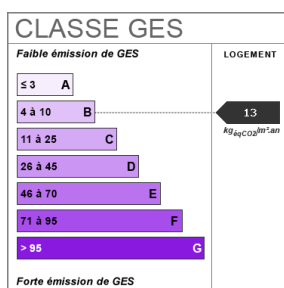 CLASSE GES
Faible émission de GES
LOGEMENT
≤ 3 A
4 à 10 B
13
kgéqCO2/m².an
11 à 25 C
26 à 45 D
46 à 70 E
71 à 95 F
> 95 G
Forte émission de GES